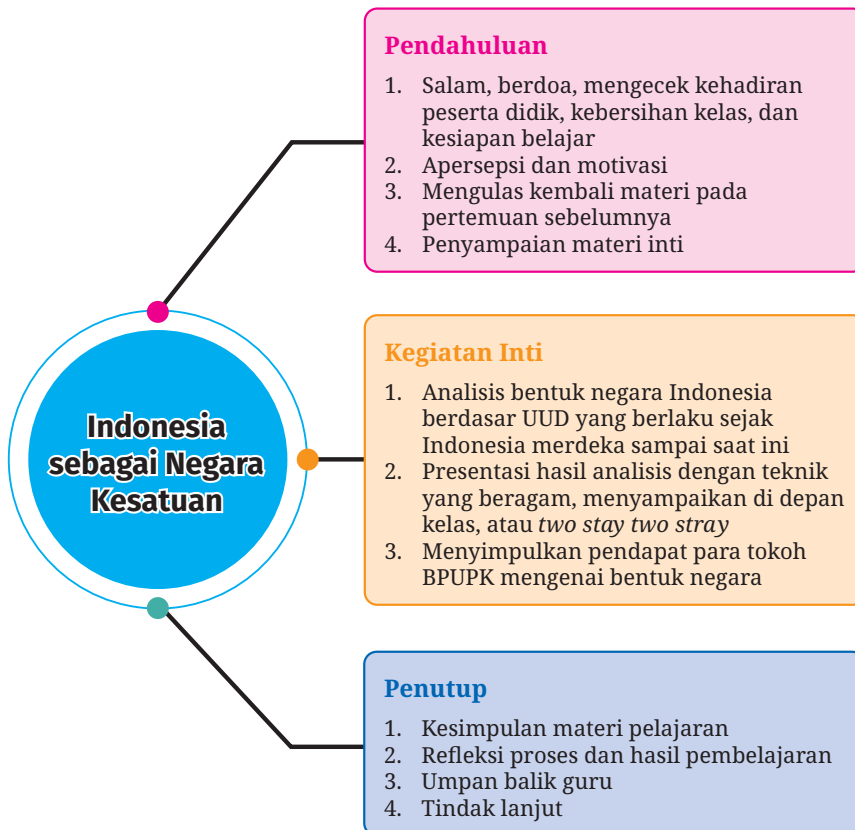 Pendahuluan
1. Salam, berdoa, mengecek kehadiran
peserta didik, kebersihan kelas, dan
kesiapan belajar
2. Apersepsi dan motivasi
3. Mengulas kembali materi pada
pertemuan sebelumnya
4. Penyampaian materi inti
Indonesia
sebagai Negara
Kesatuan
Kegiatan Inti
1. Analisis bentuk negara Indonesia
berdasar UUD yang berlaku sejak
Indonesia merdeka sampai saat ini
2. Presentasi hasil analisis dengan teknik
yang beragam, menyampaikan di depan
kelas, atau two stay two stray
3. Menyimpulkan pendapat para tokoh
BPUPK mengenai bentuk negara
Penutup
1. Kesimpulan materi pelajaran
2. Refleksi proses dan hasil pembelajaran
3. Umpan balik guru
4. Tindak lanjut